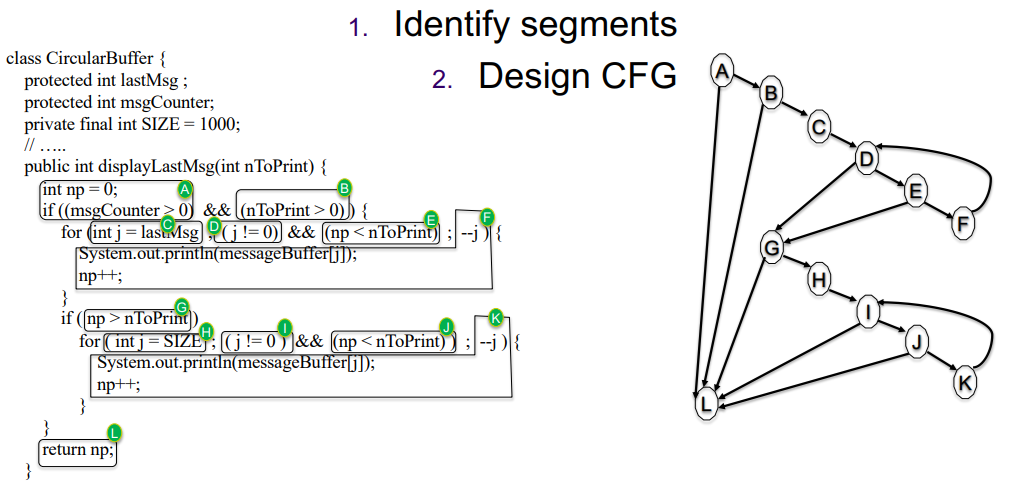 1. Identify segments
2. Design CFG
class CircularBuffer {
protected int lastMsg ;
protected int msgCounter;
private final int SIZE = 1000;
// …..
public int displayLastMsg(int nToPrint) {
int np = 0; A B
if ((msgCounter > 0) && (nToPrint > 0)) {
C D E F
for (int j = lastMsg ; ( j != 0)) && (np < nToPrint) ; --j ) {
System.out.println(messageBuffer[j]);
np++;
}
G
if ( [np > nToPrint))
H I J K
for ( int j = SIZE ; ( j != 0 ) && (np < nToPrint) ) ; --j ) {
System.out.println(messageBuffer[j]);
np++;
}
}
L
return np;
}
A
B
C
D
E
F
G
H
I
J
K
L